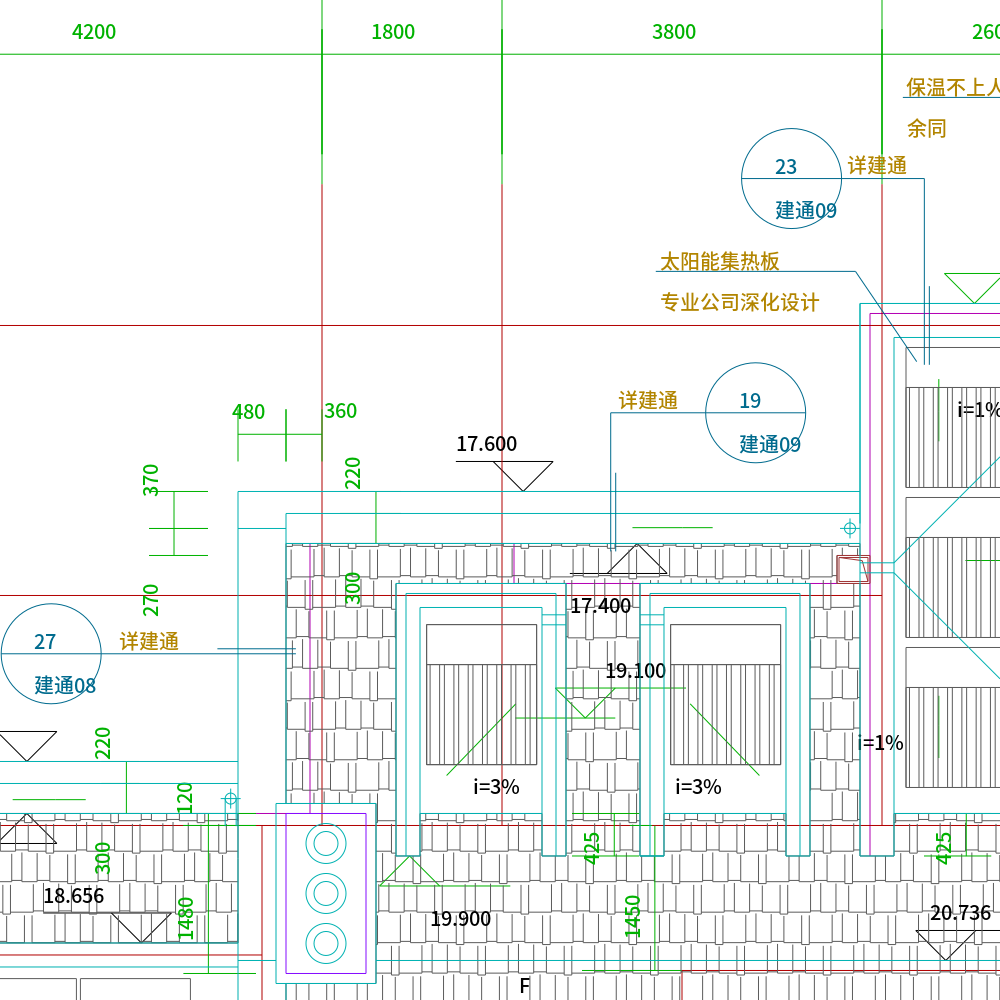 4200
1800
3800
260
保温不上人
余同
23
详建通
建通09
太阳能集热板
专业公司深化设计
详建通
19
建通09
i=1%
480
360
17.600
370
220
270
300
17.400
27
详建通
建通08
19.100
220
i=1%
120
i=3%
i=3%
300
425
425
18.656
1480
19.900
1450
20.736
F